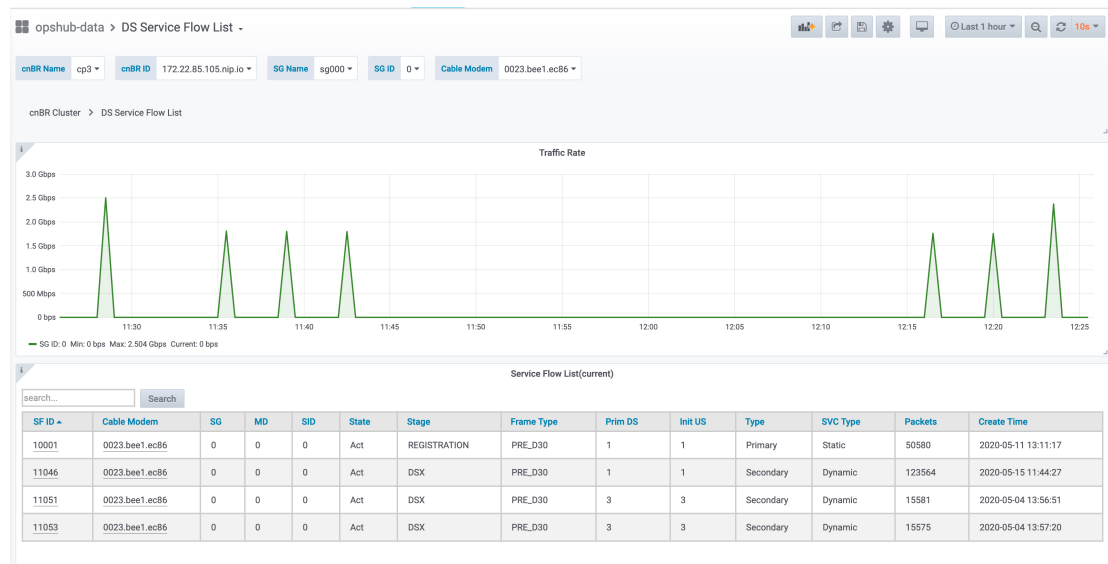 opshub-data > DS Service Flow List
Last 1 hour 10s
cnBR Name cp3 cnBR ID 172.22.85.105.nip.io SG Name sg000 SG ID 0 Cable Modem 0023.bee1.ec86
cnBR Cluster > DS Service Flow List
i
Traffic Rate
3.0 Gbps
2.5 Gbps
2.0 Gbps
1.5 Gbps
1.0 Gbps
500 Mbps
0 bps
11:30 11:35 11:40 11:45 11:50 11:55 12:00 12:05 12:10 12:15 12:20 12:25
SG ID: 0 Min: 0 bps Max: 2.504 Gbps Current: 0 bps
i
Service Flow List(current)
search... Search
SF ID Cable Modem SG MD SID State Stage Frame Type Prim DS Init US Type SVC Type Packets Create Time
10001 0023.bee1.ec86 0 0 0 Act REGISTRATION PRE_D30 1 1 Primary Static 50580 2020-05-11 13:11:17
11046 0023.bee1.ec86 0 0 0 Act DSX PRE_D30 1 1 Secondary Dynamic 123564 2020-05-15 11:44:27
11051 0023.bee1.ec86 0 0 0 Act DSX PRE_D30 3 3 Secondary Dynamic 15581 2020-05-04 13:56:51
11053 0023.bee1.ec86 0 0 0 Act DSX PRE_D30 3 3 Secondary Dynamic 15575 2020-05-04 13:57:20